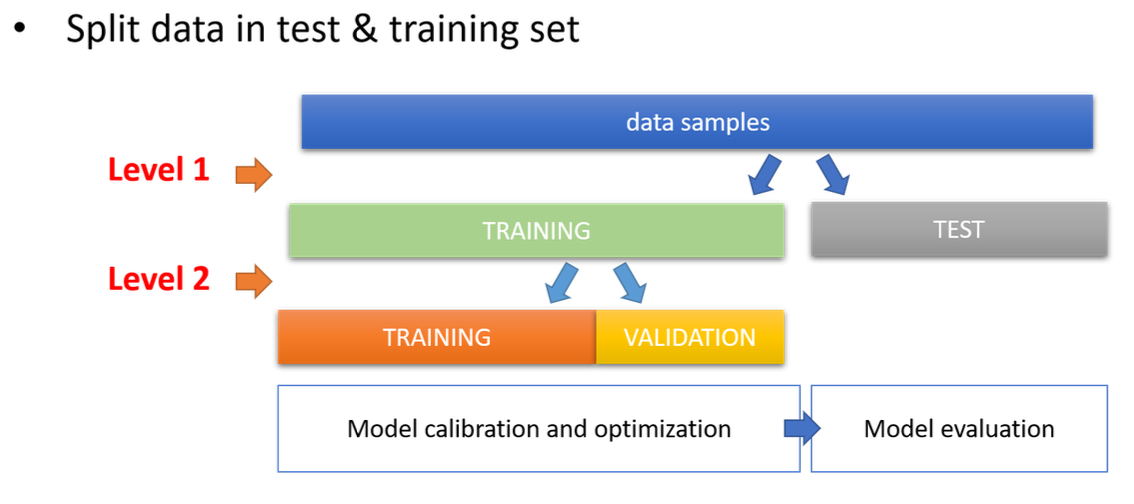 • Split data in test & training set
data samples
Level 1
TRAINING
TEST
Level 2
TRAINING
VALIDATION
Model calibration and optimization
Model evaluation